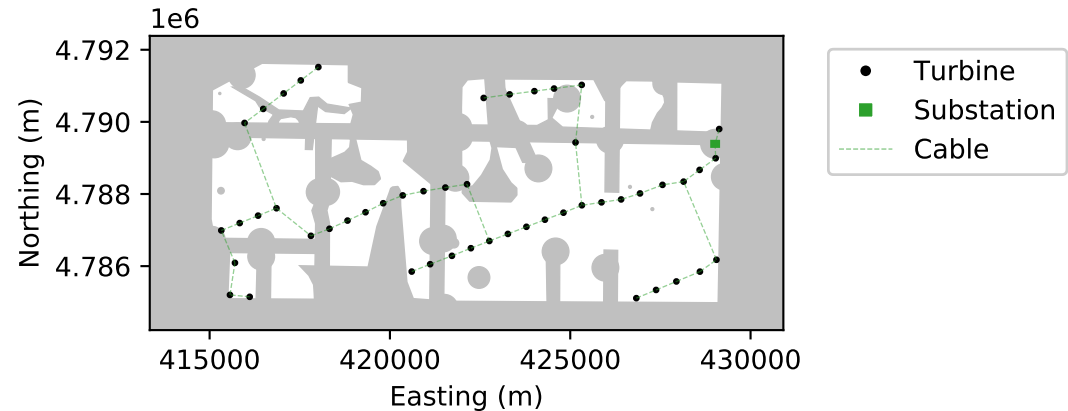 1e6
4.792
4.790
4.788
4.786
Northing (m)
415000 420000 425000 430000
Easting (m)
Turbine
Substation
Cable